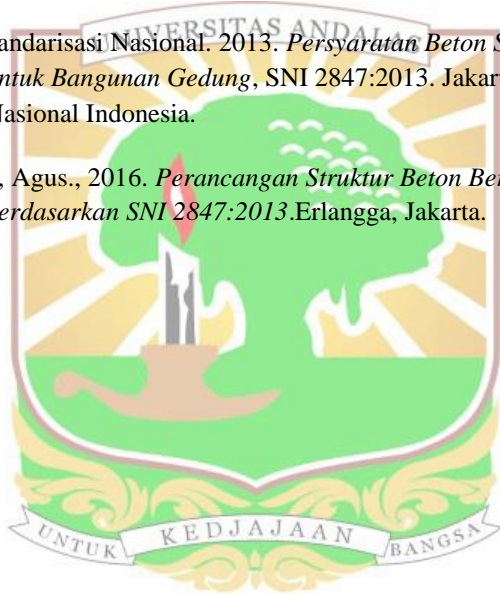 UNIVERSITAS ANDALAS
andarisasi Nasional. 2013. Persyaratan Beton S
ntuk Bangunan Gedung, SNI 2847:2013. Jakart
Nasional Indonesia.
, Agus., 2016. Perancangan Struktur Beton Ber
erdasarkan SNI 2847:2013.Erlangga, Jakarta.
UNTUK KEDJAJAAN BANGSA